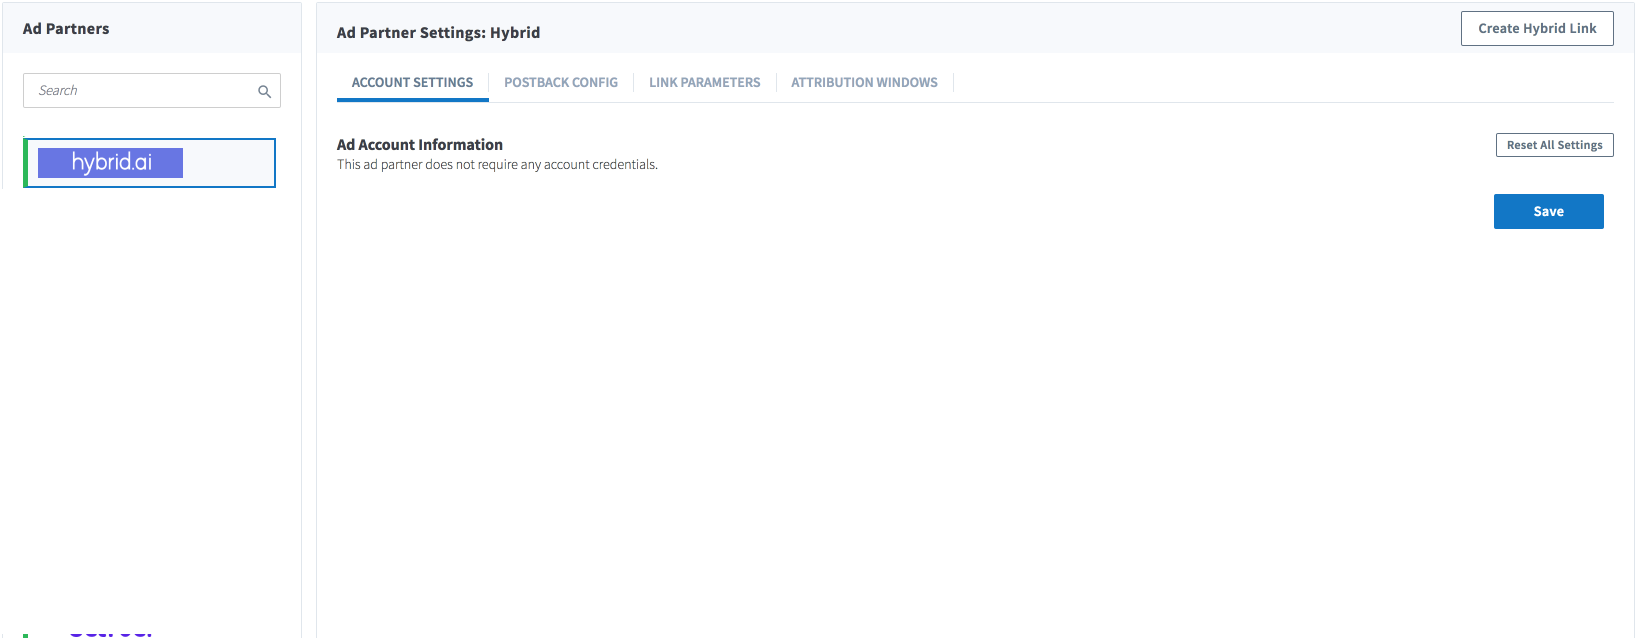 Ad Partners
Search
hybrid.ai
Ad Partner Settings: Hybrid
Create Hybrid Link
ACCOUNT SETTINGS
POSTBACK CONFIG
LINK PARAMETERS
ATTRIBUTION WINDOWS
Ad Account Information
This ad partner does not require any account credentials.
Reset All Settings
Save